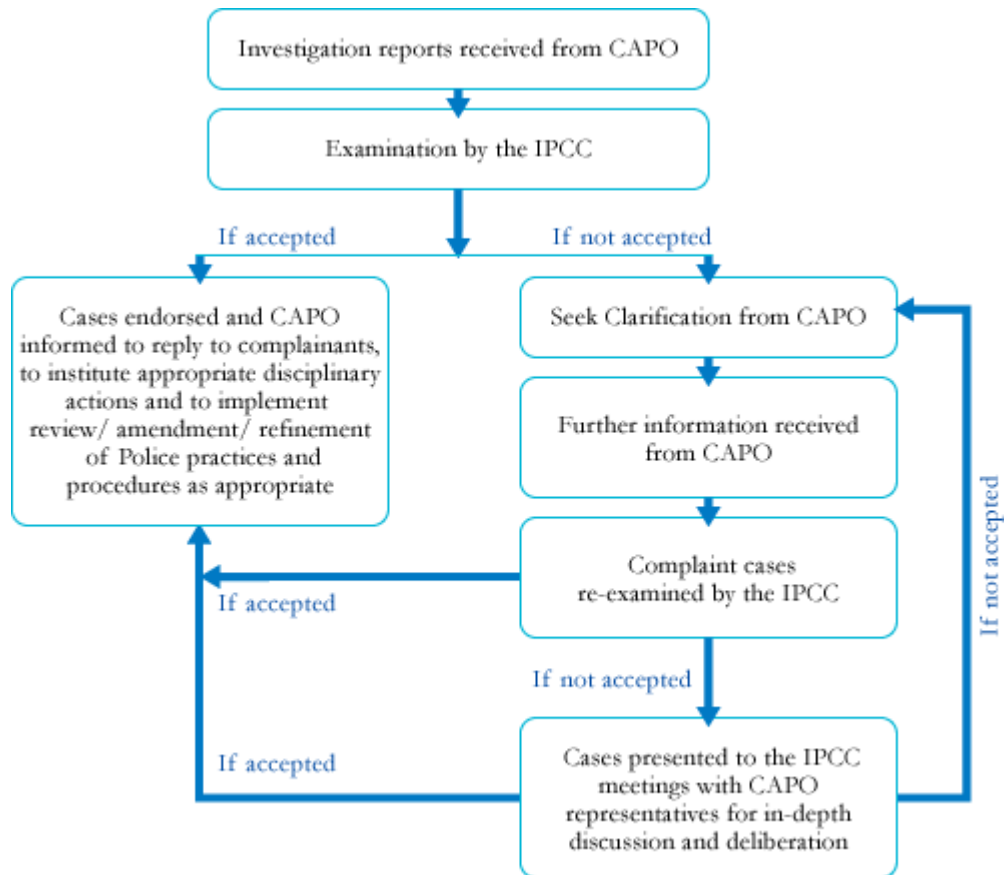 Investigation reports received from CAPO
Examination by the IPCC
If accepted
If not accepted
Cases endorsed and CAPO
informed to reply to complainants,
to institute appropriate disciplinary
actions and to implement
review/ amendment/ refinement
of Police practices and
procedures as appropriate
Seek Clarification from CAPO
Further information received
from CAPO
Complaint cases
re-examined by the IPCC
If accepted
If not accepted
If not accepted
If accepted
Cases presented to the IPCC
meetings with CAPO
representatives for in-depth
discussion and deliberation